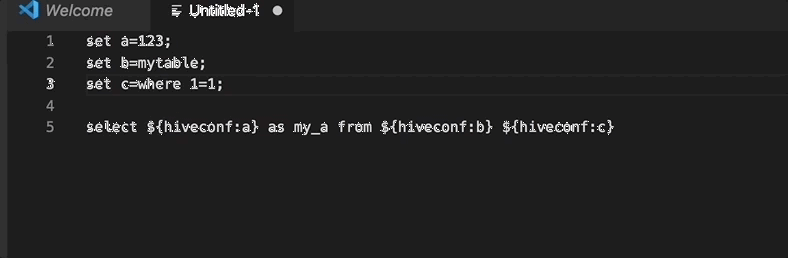 Welcome
Untitled-1
1 set a=123;
2 set b=mytable;
3 set c=where 1=1;
4
5 select ${hiveconf:a} as my_a from ${hiveconf:b} ${hiveconf:c}